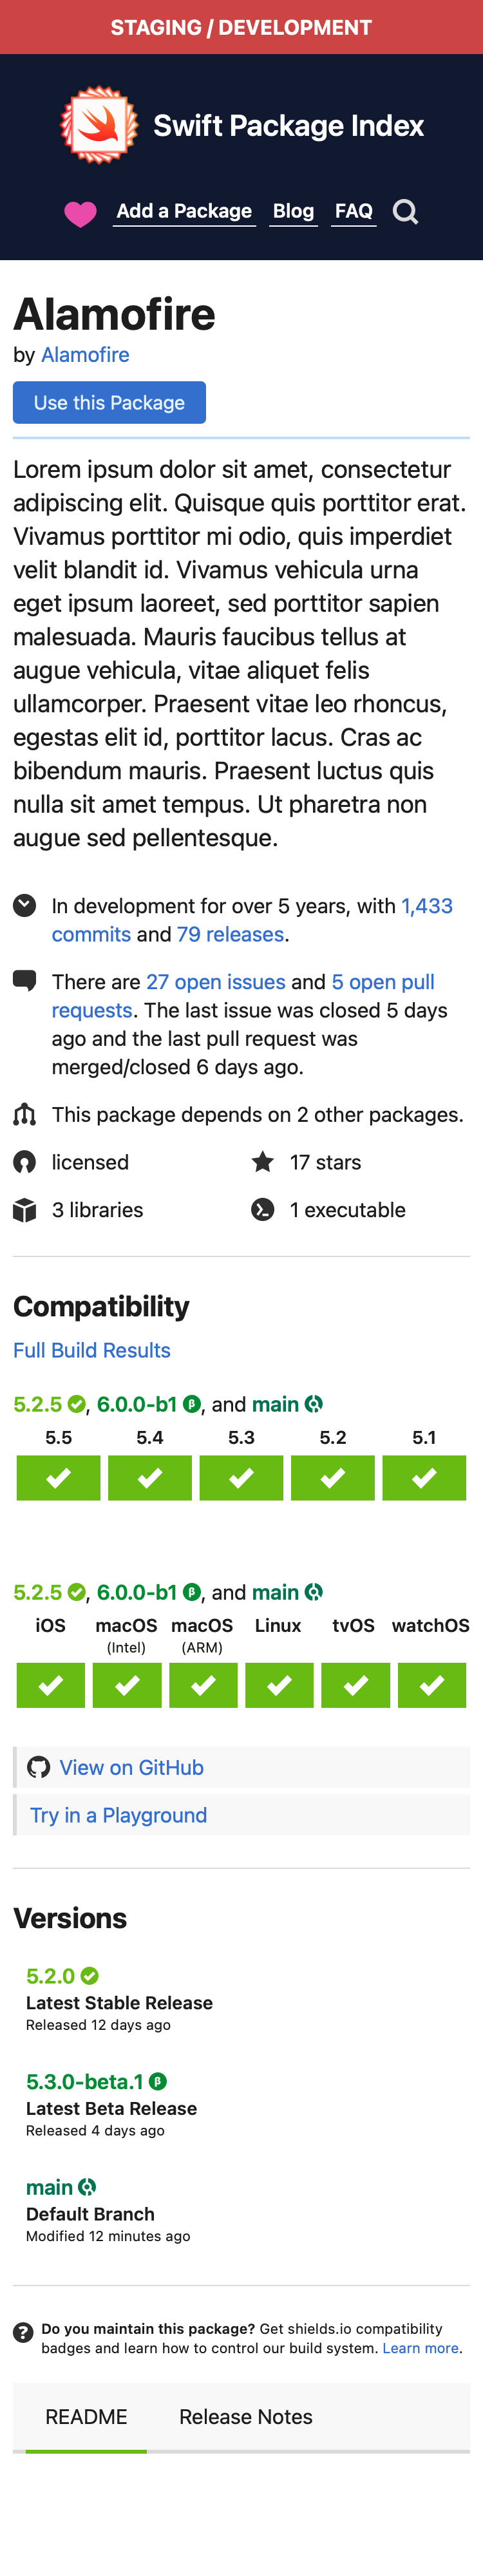 STAGING / DEVELOPMENT
Swift Package Index
Add a Package Blog FAQ
Alamofire
by Alamofire
Use this Package
Lorem ipsum dolor sit amet, consectetur
adipiscing elit. Quisque quis porttitor erat.
Vivamus porttitor mi odio, quis imperdiet
velit blandit id. Vivamus vehicula urna
eget ipsum laoreet, sed porttitor sapien
malesuada. Mauris faucibus tellus at
augue vehicula, vitae aliquet felis
ullamcorper. Praesent vitae leo rhoncus,
egestas elit id, porttitor lacus. Cras ac
bibendum mauris. Praesent luctus quis
nulla sit amet tempus. Ut pharetra non
augue sed pellentesque.
In development for over 5 years, with 1,433
commits and 79 releases.
There are 27 open issues and 5 open pull
requests. The last issue was closed 5 days
ago and the last pull request was
merged/closed 6 days ago.
This package depends on 2 other packages.
licensed 17 stars
3 libraries 1 executable
Compatibility
Full Build Results
5.2.5, 6.0.0-b1 β, and main
5.5 5.4 5.3 5.2 5.1
5.2.5, 6.0.0-b1 β, and main
iOS macOS macOS Linux tvOS watchOS
(Intel) (ARM)
View on GitHub
Try in a Playground
Versions
5.2.0
Latest Stable Release
Released 12 days ago
5.3.0-beta.1 β
Latest Beta Release
Released 4 days ago
main
Default Branch
Modified 12 minutes ago
Do you maintain this package? Get shields.io compatibility
badges and learn how to control our build system. Learn more.
README Release Notes